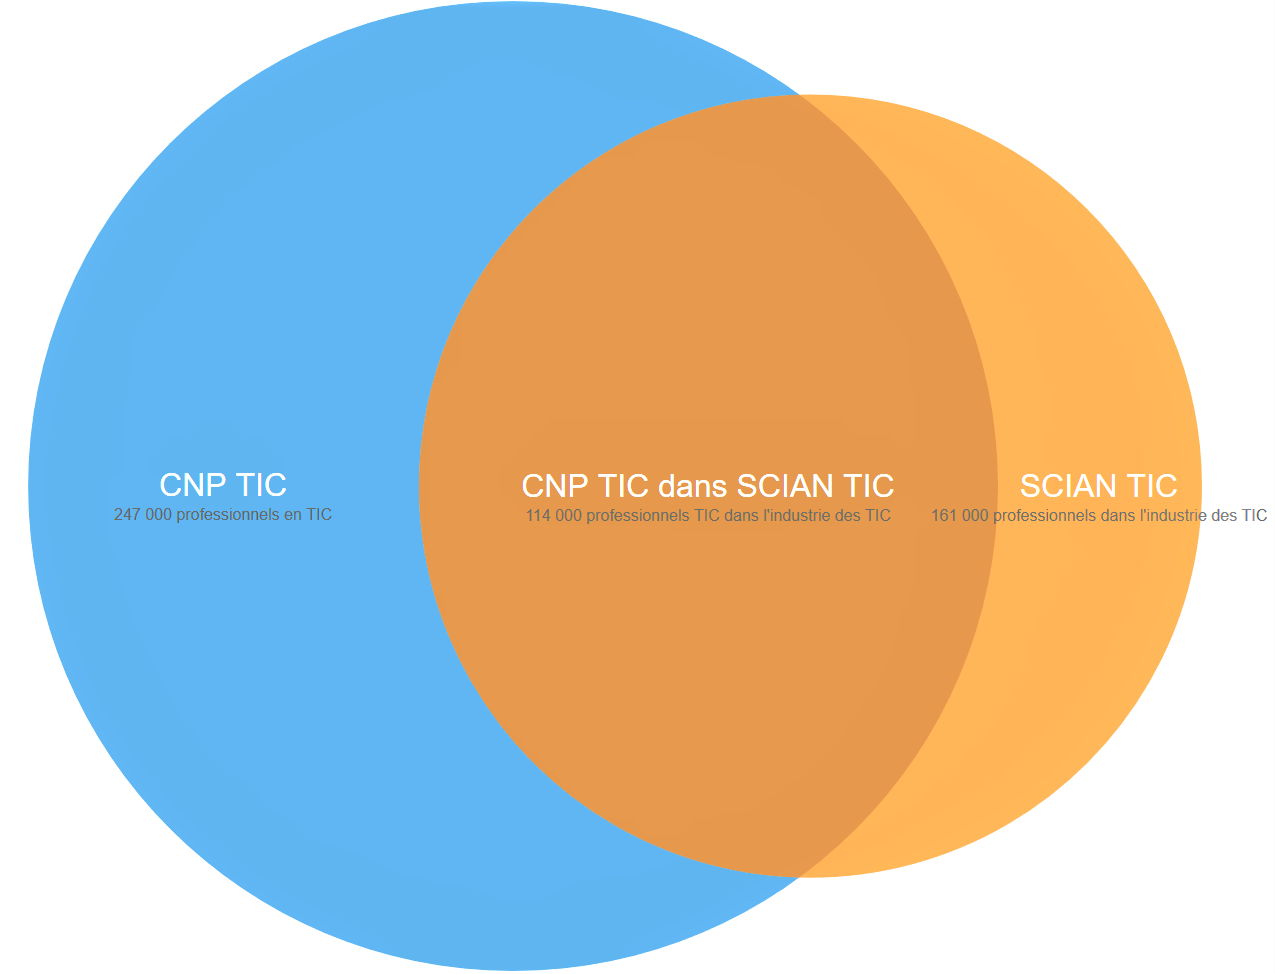 CNP TIC
247 000 professionnels en TIC
CNP TIC dans SCIAN TIC
114 000 professionnels TIC dans l'industrie des TIC
SCIAN TIC
161 000 professionnels dans l'industrie des TIC